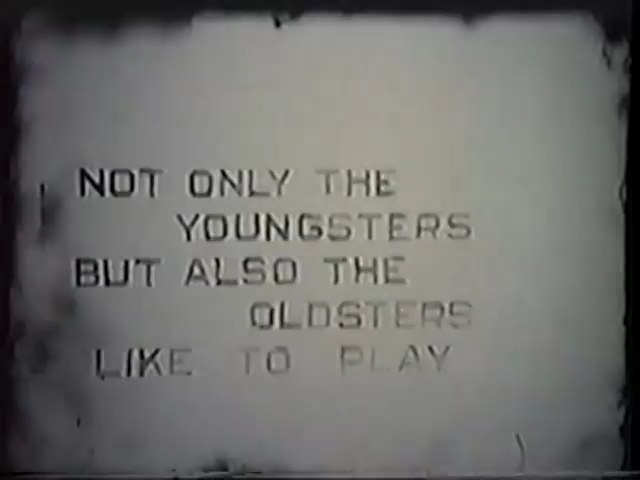 NOT ONLY THE
YOUNGSTERS
BUT ALSO THE
OLDSTERS
LIKE TO PLAY